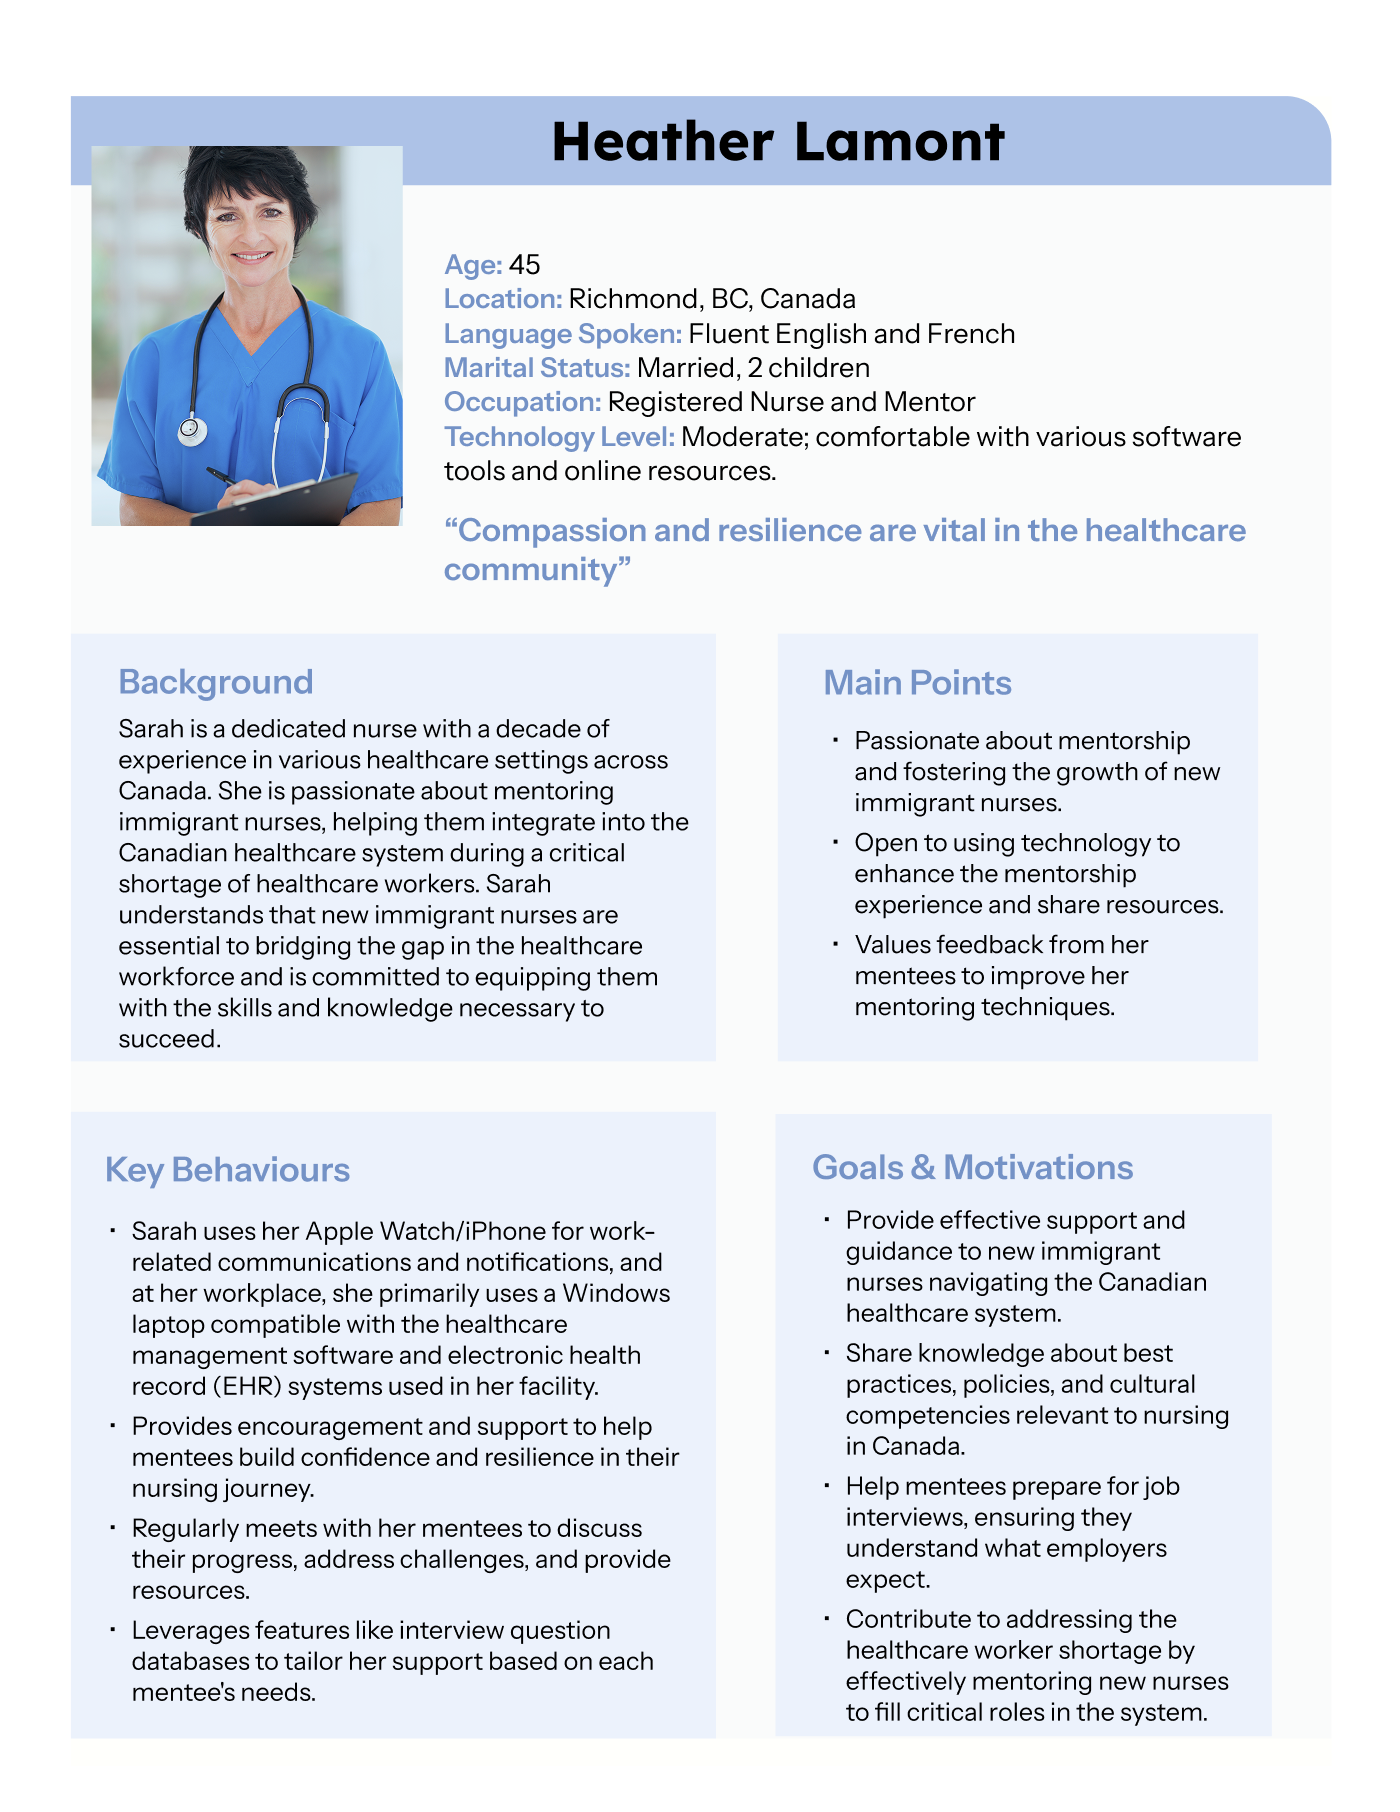 Heather Lamont
Age: 45
Location: Richmond, BC, Canada
Language Spoken: Fluent English and French
Marital Status: Married, 2 children
Occupation: Registered Nurse and Mentor
Technology Level: Moderate; comfortable with various software
tools and online resources.
“Compassion and resilience are vital in the healthcare
community”
Background
Sarah is a dedicated nurse with a decade of
experience in various healthcare settings across
Canada. She is passionate about mentoring
immigrant nurses, helping them integrate into the
Canadian healthcare system during a critical
shortage of healthcare workers. Sarah
understands that new immigrant nurses are
essential to bridging the gap in the healthcare
workforce and is committed to equipping them
with the skills and knowledge necessary to
succeed.
Main Points
▪ Passionate about mentorship
and fostering the growth of new
immigrant nurses.
▪ Open to using technology to
enhance the mentorship
experience and share resources.
▪ Values feedback from her
mentees to improve her
mentoring techniques.
Key Behaviours
▪ Sarah uses her Apple Watch/iPhone for work-
related communications and notifications, and
at her workplace, she primarily uses a Windows
laptop compatible with the healthcare
management software and electronic health
record (EHR) systems used in her facility.
▪ Provides encouragement and support to help
mentees build confidence and resilience in their
nursing journey.
▪ Regularly meets with her mentees to discuss
their progress, address challenges, and provide
resources.
▪ Leverages features like interview question
databases to tailor her support based on each
mentee's needs.
Goals & Motivations
▪ Provide effective support and
guidance to new immigrant
nurses navigating the Canadian
healthcare system.
▪ Share knowledge about best
practices, policies, and cultural
competencies relevant to nursing
in Canada.
▪ Help mentees prepare for job
interviews, ensuring they
understand what employers
expect.
▪ Contribute to addressing the
healthcare worker shortage by
effectively mentoring new nurses
to fill critical roles in the system.